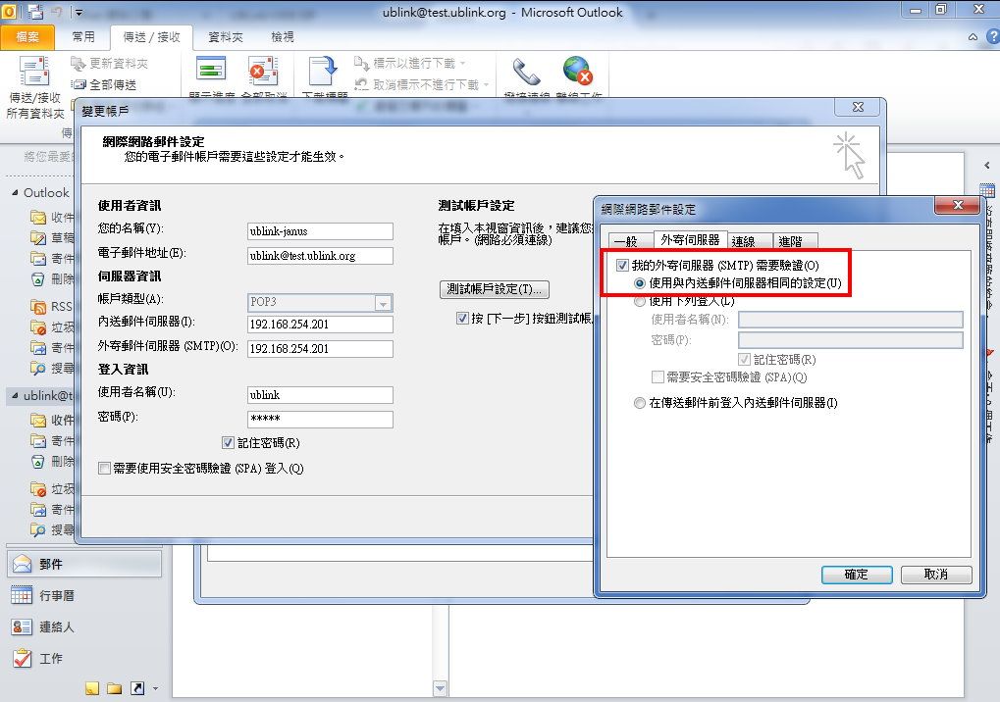 ublink@test.ublink.org - Microsoft Outlook
檔案
常用
傳送 / 接收
資料夾
檢視
傳送/接收
所有資料夾
更新資料夾
全部傳送
標示以進行下載
取消標示不進行下載
變更帳戶
網際網路郵件設定
您的電子郵件帳戶需要這些設定才能生效。
使用者資訊
您的名稱(Y):
ublink-janus
電子郵件地址(E):
ublink@test.ublink.org
伺服器資訊
帳戶類型(A):
POP3
內送郵件伺服器(I):
192.168.254.201
外寄郵件伺服器 (SMTP)(O):
192.168.254.201
登入資訊
使用者名稱(U):
ublink
密碼(P):
*****
記住密碼(R)
需要使用安全密碼驗證 (SPA) 登入(Q)
測試帳戶設定
在填入本視窗資訊後，建議您
帳戶。(網路必須連線)
測試帳戶設定(T)...
按 [下一步] 按鈕測試帳
網際網路郵件設定
一般
外寄伺服器
連線
進階
我的外寄伺服器 (SMTP) 需要驗證(O)
使用與內送郵件伺服器相同的設定(U)
使用下列登入(L)
使用者名稱(N):
密碼(P):
記住密碼(R)
需要安全密碼驗證 (SPA)(Q)
在傳送郵件前登入內送郵件伺服器(I)
確定
取消
將您最愛
Outlook
收件
草稿
寄件
刪除
RSS
垃圾
寄件
搜尋
ublink@t
收件
寄件
刪除
垃圾
寄件
搜尋
郵件
行事曆
連絡人
工作